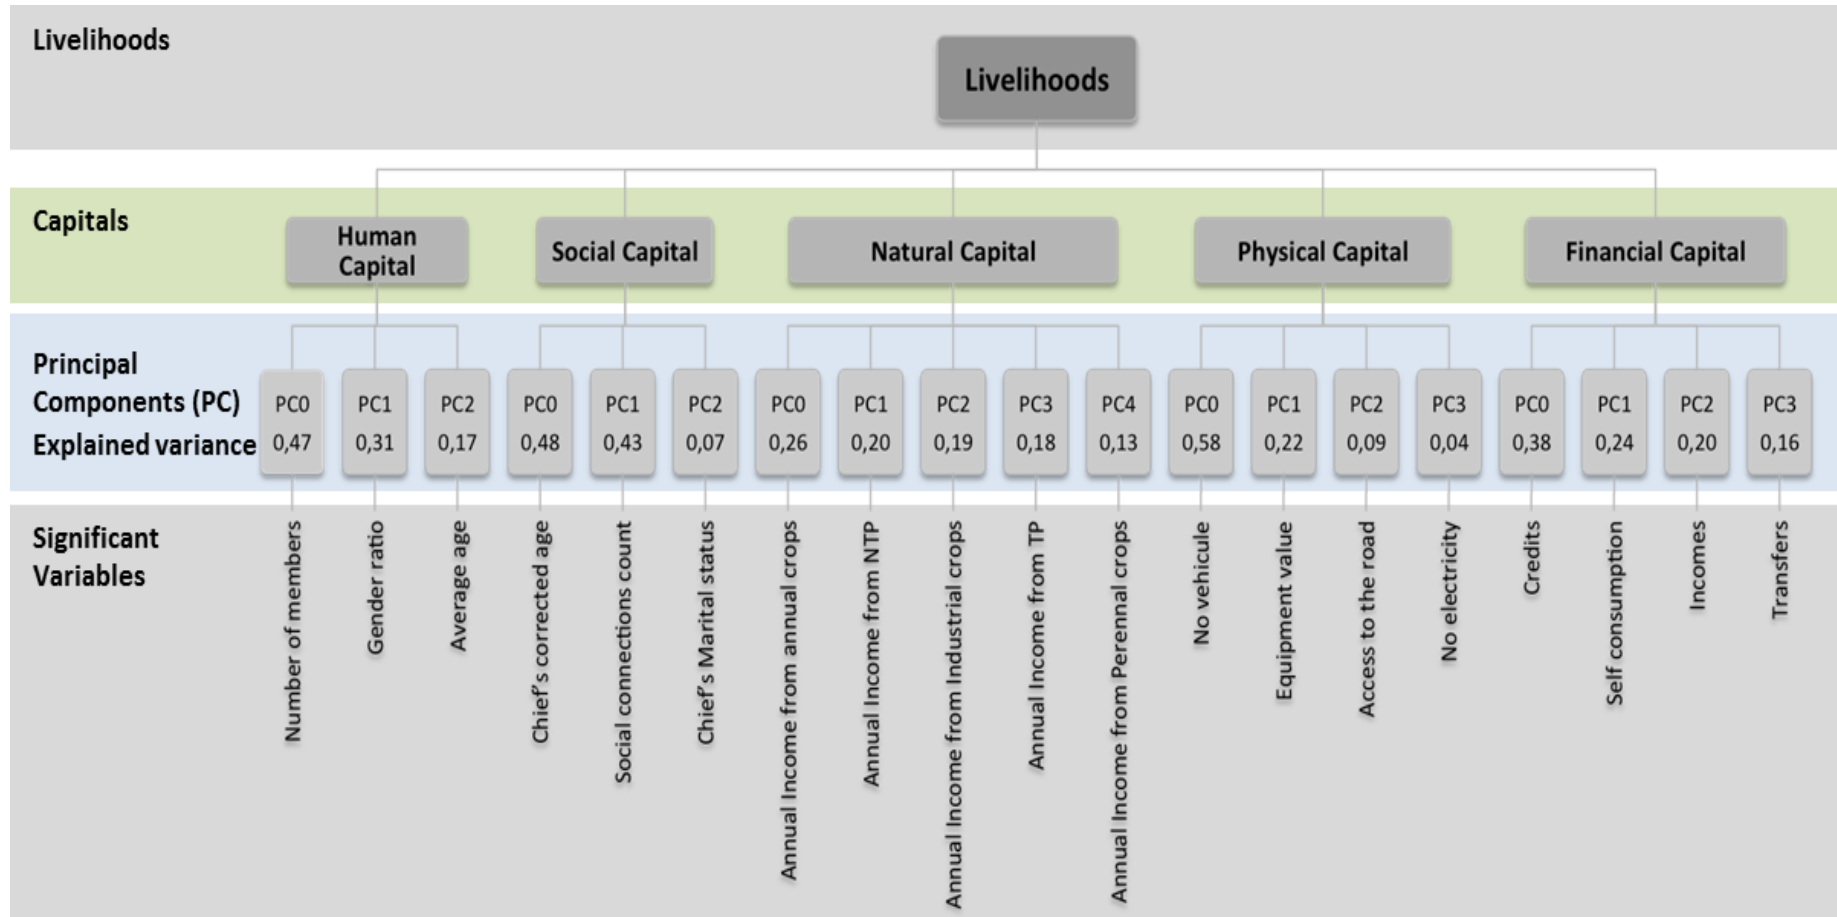 Livelihoods
Livelihoods
Capitals
Human
Capital
Social Capital
Natural Capital
Physical Capital
Financial Capital
Principal
Components (PC)
Explained variance
PC0
0,47
PC1
0,31
PC2
0,17
PC0
0,48
PC1
0,43
PC2
0,07
PC0
0,26
PC1
0,20
PC2
0,19
PC3
0,18
PC4
0,13
PC0
0,58
PC1
0,22
PC2
0,09
PC3
0,04
PC0
0,38
PC1
0,24
PC2
0,20
PC3
0,16
Significant
Variables
Number of members
Gender ratio
Average age
Chief's corrected age
Social connections count
Chief's Marital status
Annual Income from annual crops
Annual Income from NTP
Annual Income from Industrial crops
Annual Income from TP
Annual Income from Perennal crops
No vehicule
Equipment value
Access to the road
No electricity
Credits
Self consumption
Incomes
Transfers